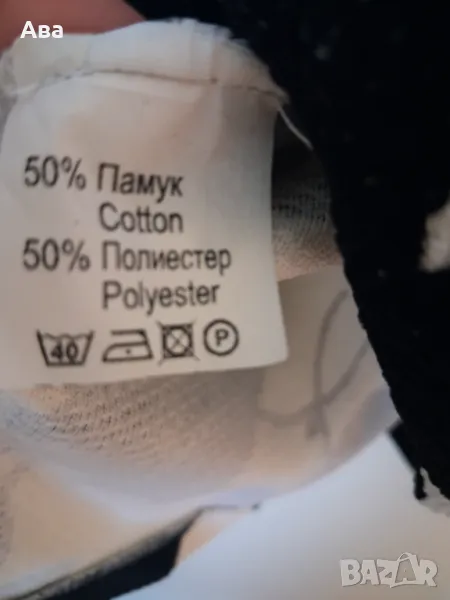 Ава
50% Памук
Cotton
50% Полиестер
Polyester
40 P
BAZAR